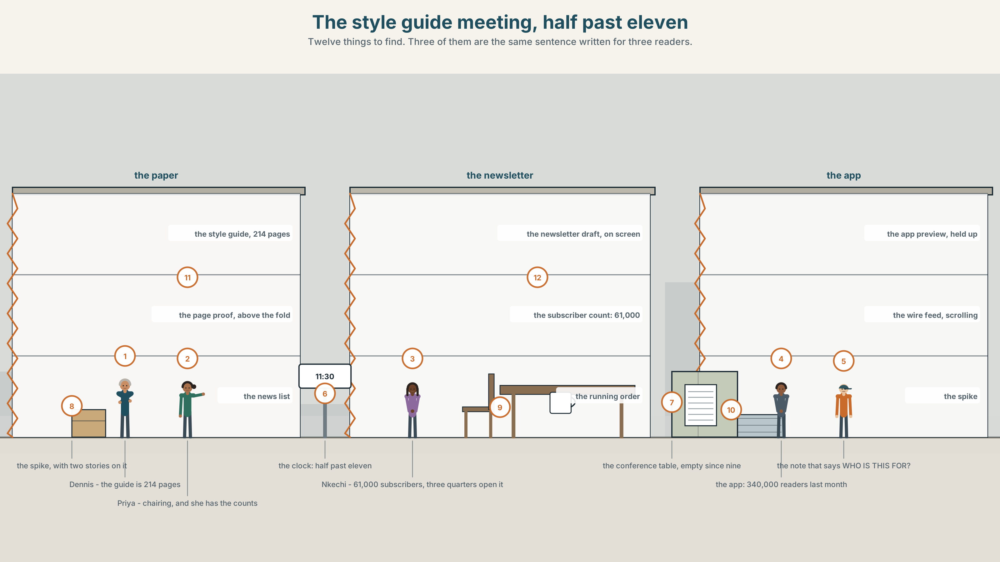 The style guide meeting, half past eleven
Twelve things to find. Three of them are the same sentence written for three readers.
the paper
the newsletter
the app
the style guide, 214 pages
the newsletter draft, on screen
the app preview, held up
11
12
the page proof, above the fold
the subscriber count: 61,000
the wire feed, scrolling
1
2
3
4
5
11:30
6
the news list
the running order
the spike
7
8
9
10
the spike, with two stories on it
the clock: half past eleven
the conference table, empty since nine
the note that says WHO IS THIS FOR?
Dennis - the guide is 214 pages
Nkechi - 61,000 subscribers, three quarters open it
the app: 340,000 readers last month
Priya - chairing, and she has the counts